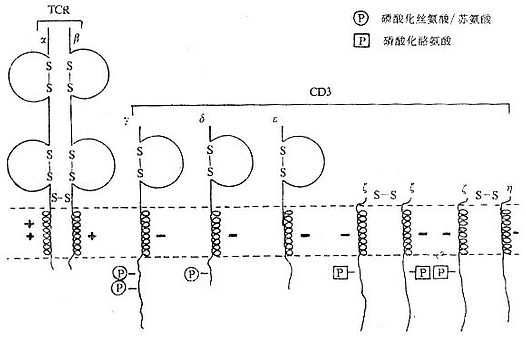 TCR
α β
Ⓟ 磷酸化丝氨酸/苏氨酸
P 磷酸化酪氨酸
CD3
S S
S S
γ δ ε
S S S
S S S
S S
S S
ζ S-S ζ ζ S-S η
S-S
+ + + - - - - - - -
P P P P P
P